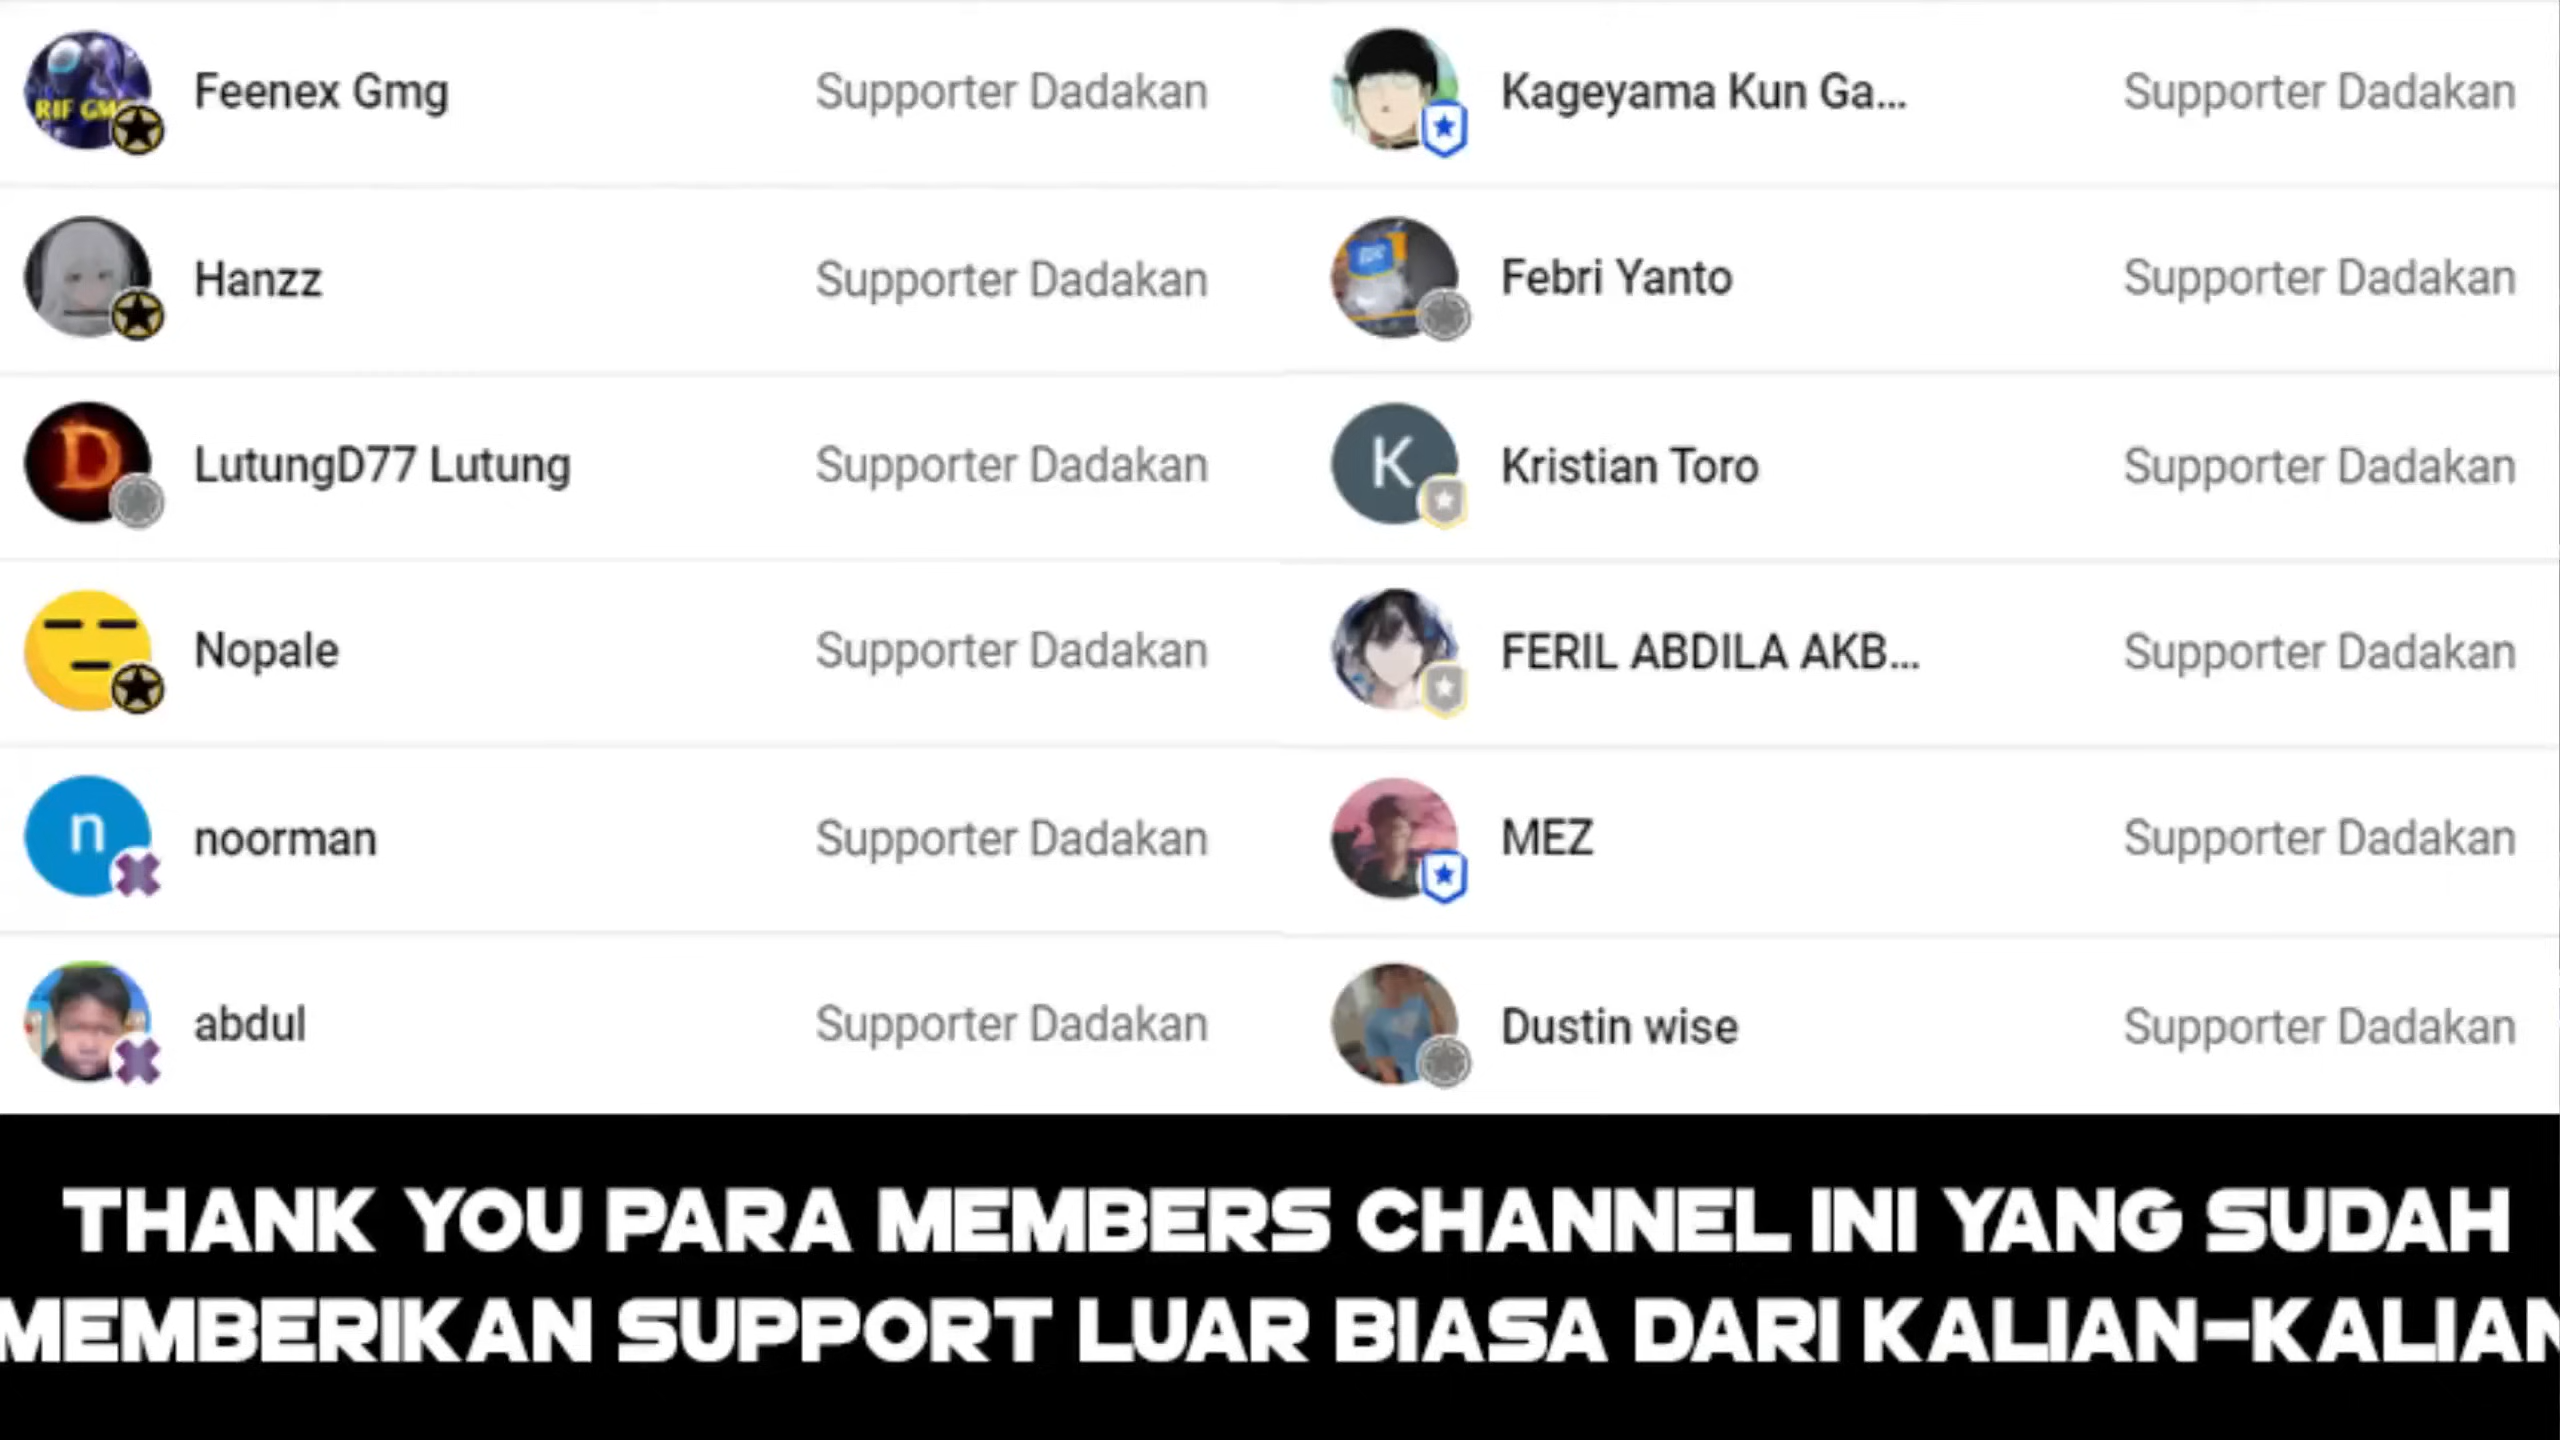 RIF GM
Feenex Gmg
Supporter Dadakan
Kageyama Kun Ga...
Supporter Dadakan
Hanzz
Supporter Dadakan
Febri Yanto
Supporter Dadakan
D
LutungD77 Lutung
Supporter Dadakan
K
Kristian Toro
Supporter Dadakan
Nopale
Supporter Dadakan
FERIL ABDILA AKB...
Supporter Dadakan
n
noorman
Supporter Dadakan
MEZ
Supporter Dadakan
abdul
Supporter Dadakan
Dustin wise
Supporter Dadakan
THANK YOU PARA MEMBERS CHANNEL INI YANG SUDAH
MEMBERIKAN SUPPORT LUAR BIASA DARI KALIAN-KALIAN